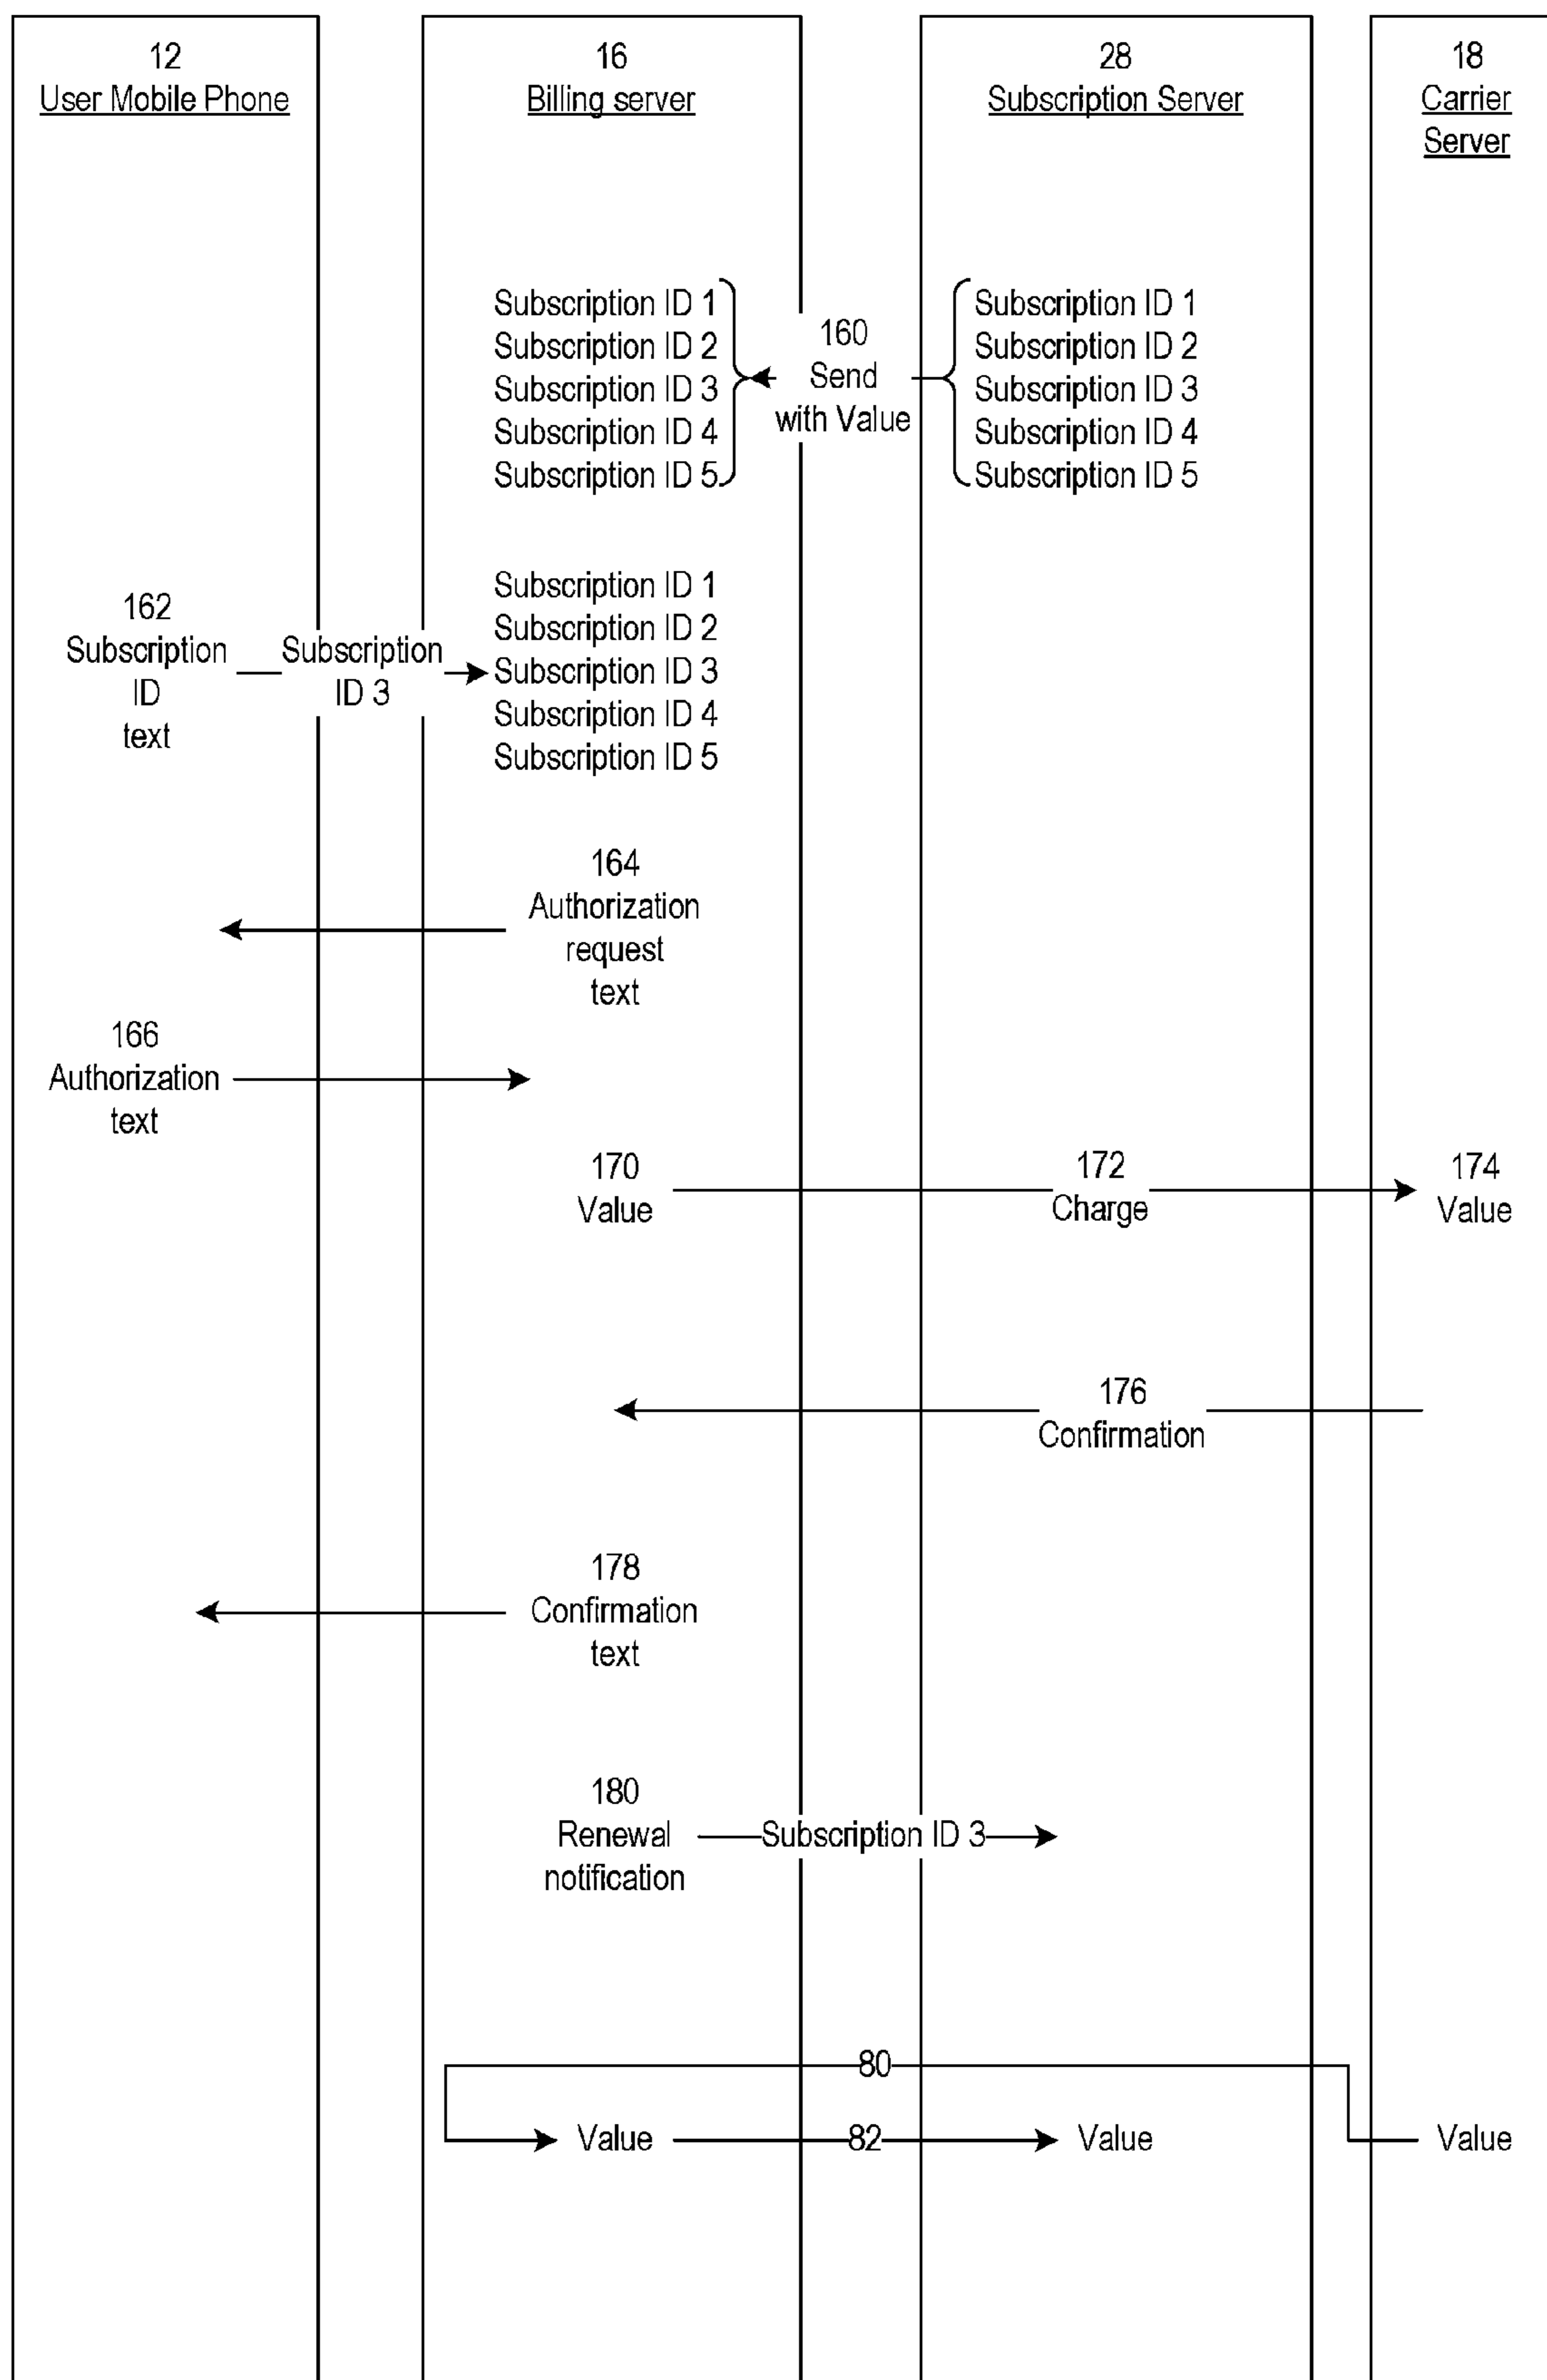 12
User Mobile Phone
16
Billing server
28
Subscription Server
18
Carrier
Server
Subscription ID 1
Subscription ID 2
Subscription ID 3
Subscription ID 4
Subscription ID 5
160
Send
with Value
Subscription ID 1
Subscription ID 2
Subscription ID 3
Subscription ID 4
Subscription ID 5
162
Subscription
ID
text
Subscription
ID 3
Subscription ID 1
Subscription ID 2
Subscription ID 3
Subscription ID 4
Subscription ID 5
164
Authorization
request
text
166
Authorization
text
170
Value
172
Charge
174
Value
176
Confirmation
178
Confirmation
text
180
Renewal
notification
Subscription ID 3
80
Value
82
Value
Value